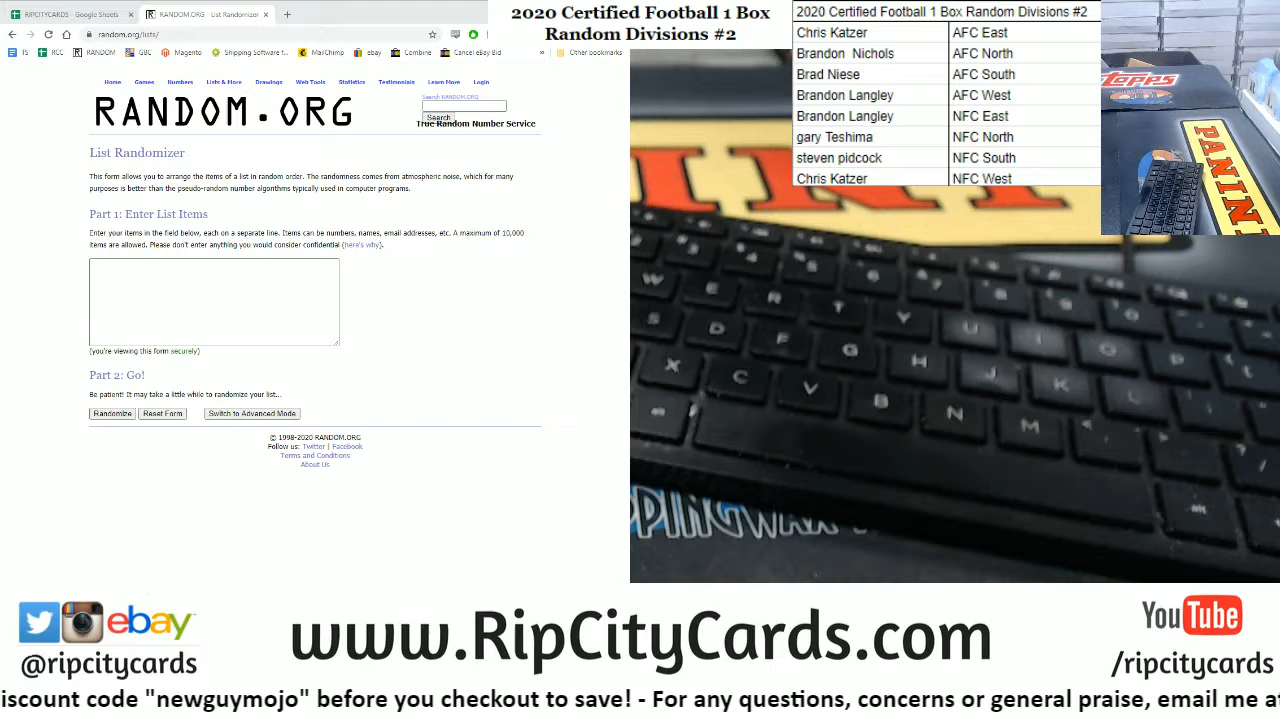 RIPCITYCARDS - Google Sheets
RANDOM.ORG - List Randomizer
random.org/lists/
TS RCC RANDOM GBC Magento Shipping Software f... MailChimp ebay Combine Cancel eBay Bid » Other bookmarks
Home Games Numbers Lists & More Drawings Web Tools Statistics Testimonials Learn More Login
RANDOM.ORG
Search RANDOM.ORG
Search
True Random Number Service
List Randomizer
This form allows you to arrange the items of a list in random order. The randomness comes from atmospheric noise, which for many
purposes is better than the pseudo-random number algorithms typically used in computer programs.
Part 1: Enter List Items
Enter your items in the field below, each on a separate line. Items can be numbers, names, email addresses, etc. A maximum of 10,000
items are allowed. Please don't enter anything you would consider confidential (here's why).
(you're viewing this form securely)
Part 2: Go!
Be patient! It may take a little while to randomize your list...
Randomize Reset Form Switch to Advanced Mode
© 1998-2020 RANDOM.ORG
Follow us: Twitter | Facebook
Terms and Conditions
About Us
2020 Certified Football 1 Box
Random Divisions #2
2020 Certified Football 1 Box Random Divisions #2
Chris Katzer AFC East
Brandon Nichols AFC North
Brad Niese AFC South
Brandon Langley AFC West
Brandon Langley NFC East
gary Teshima NFC North
steven pidcock NFC South
Chris Katzer NFC West
TOPPS
PANINI
W E R T Y U I O P
S D F G H J K L
X C V B N M
alt
ebay
@ripcitycards
www.RipCityCards.com
YouTube
/ripcitycards
iscount code "newguymojo" before you checkout to save! - For any questions, concerns or general praise, email me at